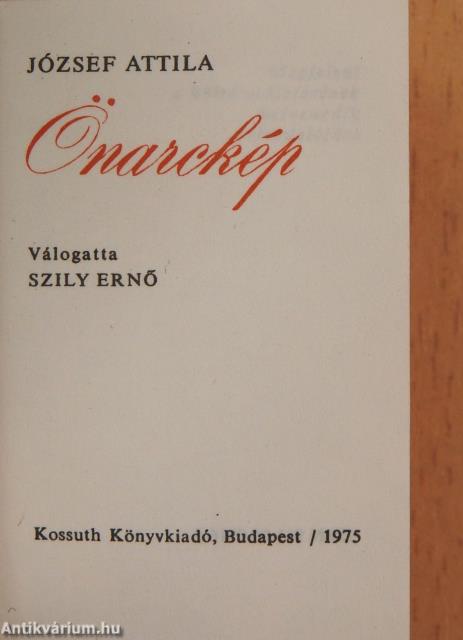 JÓZSEF ATTILA
Önarckép
Válogatta
SZILY ERNŐ
Kossuth Könyvkiadó, Budapest / 1975
Antikvárium.hu